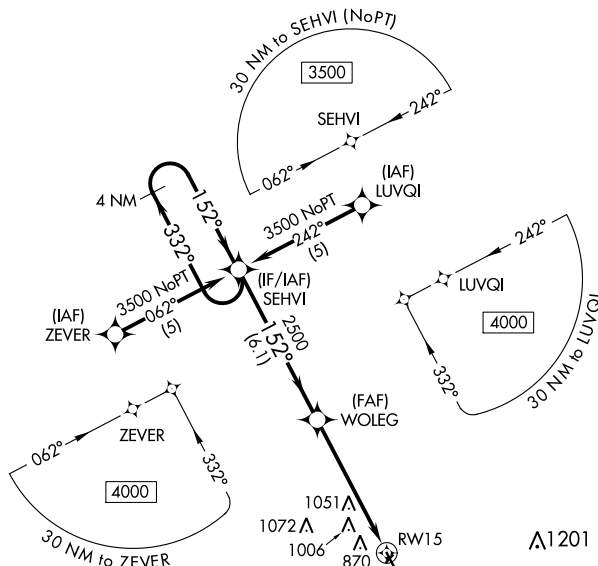 30 NM to SEHVI (NoPT)
3500
242°
SEHVI
062°
4 NM
152°
332°
(IAF)
LUVQI
3500 NoPT
242°
(5)
(IF/IAF)
SEHVI
3500 NoPT
062°
(5)
(IAF)
ZEVER
242°
LUVQI
4000
332°
30 NM to LUVQI
2500
152°
(6.1)
(FAF)
WOLEG
062°
ZEVER
332°
4000
30 NM to ZEVER
1051
1072
1006
870
RW15
1201